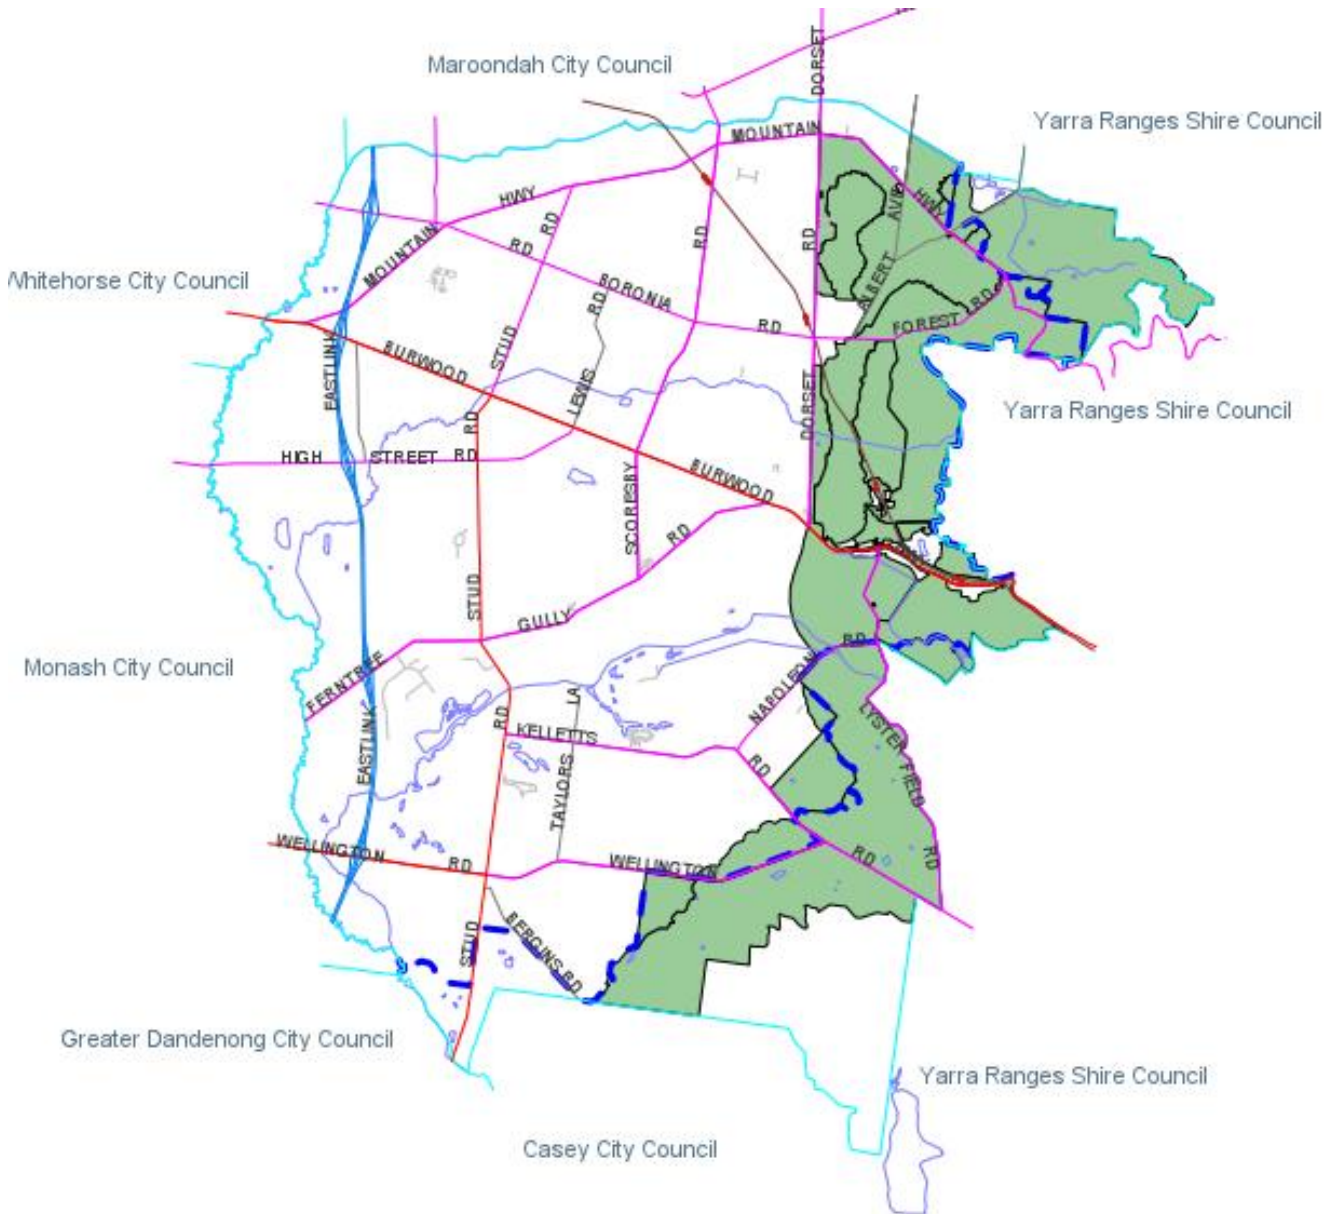 DORSET
Maroondah City Council
Yarra Ranges Shire Council
MOUNTAIN
HWY
AVE
HWY
RD
RD
RD
RD
MOUNTAIN
Whitehorse City Council
BORONIA
RD
ALBERT
RD
RD
FOREST
EASTLINK
BURWOOD
STUD
LEWIS
DORSET
Yarra Ranges Shire Council
RD
HIGH
STREET
RD
BURWOOD
SCORESBY
RD
STUD
GULLY
RD
Monash City Council
FERNTREE
NAPOLEON
EASTLINK
RD
LA
KELLETTS
LYSTERFIELD
RD
TAYLORS
WELLINGTON
RD
WELLINGTON
RD
RD
STUD
BERGINS RD
Greater Dandenong City Council
Yarra Ranges Shire Council
Casey City Council